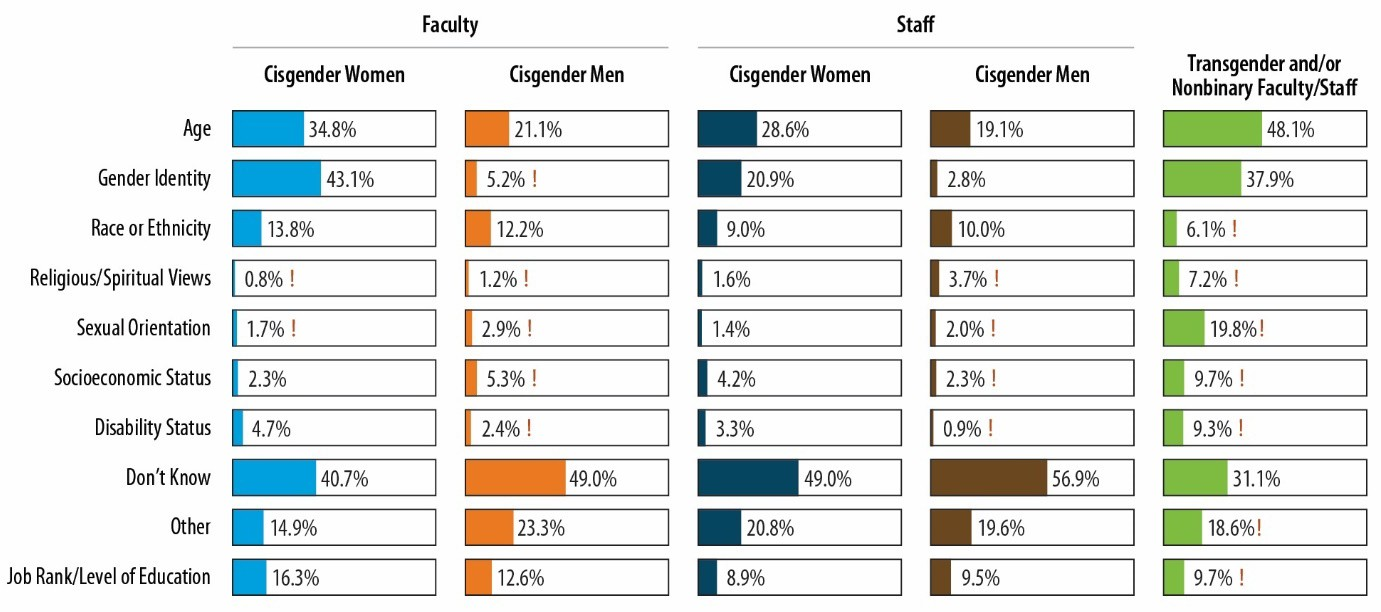 Faculty Staff
Cisgender Women Cisgender Men Cisgender Women Cisgender Men Transgender and/or
Nonbinary Faculty/Staff
Age 34.8% 21.1% 28.6% 19.1% 48.1%
Gender Identity 43.1% 5.2% ! 20.9% 2.8% 37.9%
Race or Ethnicity 13.8% 12.2% 9.0% 10.0% 6.1% !
Religious/Spiritual Views 0.8% ! 1.2% ! 1.6% 3.7% ! 7.2% !
Sexual Orientation 1.7% ! 2.9% ! 1.4% 2.0% ! 19.8%!
Socioeconomic Status 2.3% 5.3% ! 4.2% 2.3% ! 9.7% !
Disability Status 4.7% 2.4% ! 3.3% 0.9% ! 9.3% !
Don't Know 40.7% 49.0% 49.0% 56.9% 31.1%
Other 14.9% 23.3% 20.8% 19.6% 18.6%!
Job Rank/Level of Education 16.3% 12.6% 8.9% 9.5% 9.7% !